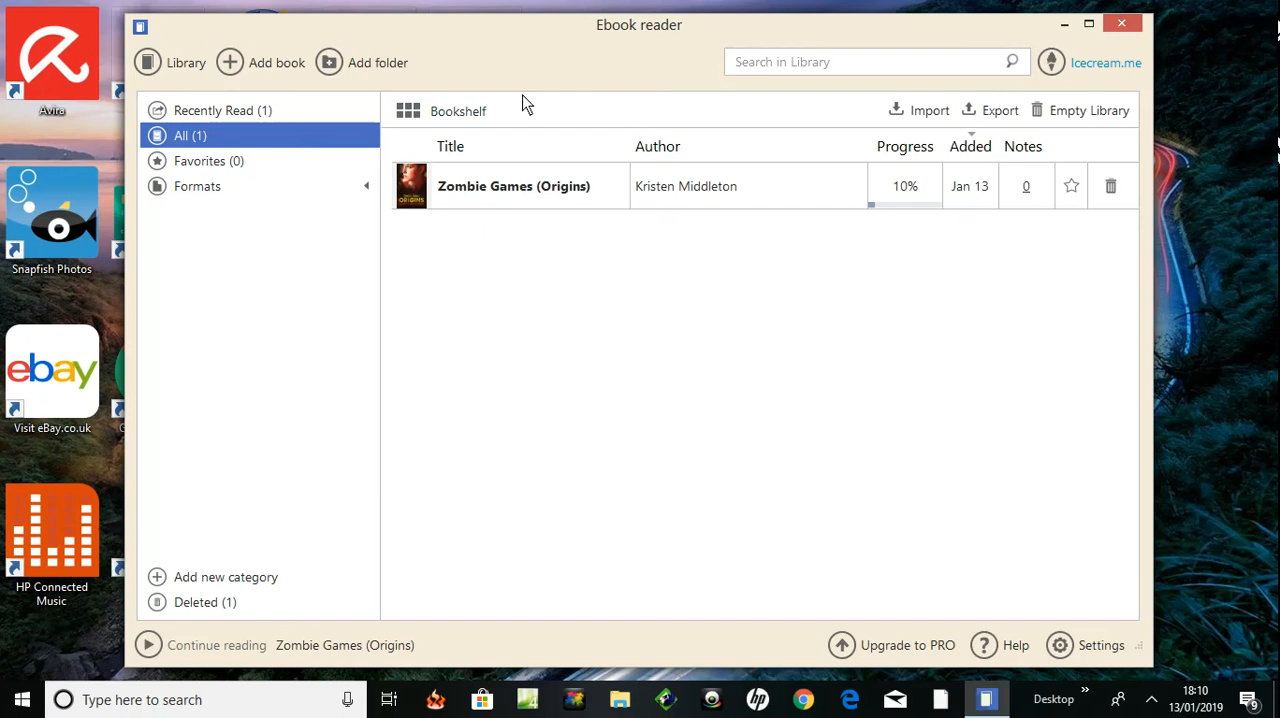 Ebook reader
Library
Add book
Add folder
Search in Library
Icecream.me
Recently Read (1)
All (1)
Favorites (0)
Formats
Bookshelf
Import
Export
Empty Library
Title
Author
Progress
Added
Notes
Zombie Games (Origins)
Kristen Middleton
10%
Jan 13
0
Add new category
Deleted (1)
Continue reading
Zombie Games (Origins)
Upgrade to PRO
Help
Settings
Avira
Snapfish Photos
ebay
Visit eBay.co.uk
HP Connected
Music
Type here to search
hp
Desktop
18:10
13/01/2019
9